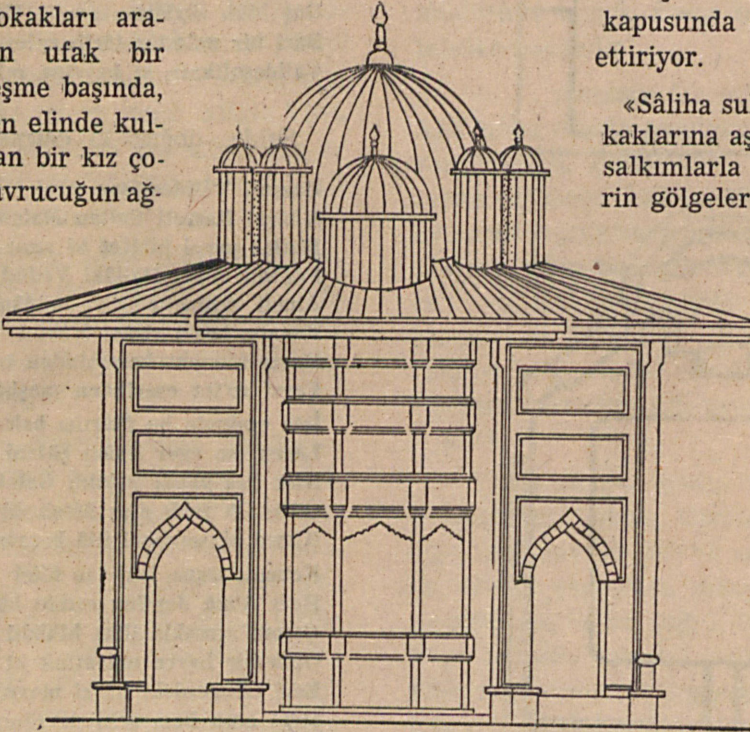 okakları ara-
n ufak bir
eşme başında,
n elinde kul-
an bir kız ço-
avrucuğun ağ-
kapusunda
ettiriyor.
«Sâliha su
kaklarına aş
salkımlarla
rin gölgeler